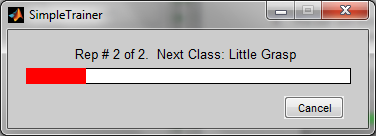 SimpleTrainer
Rep # 2 of 2.  Next Class: Little Grasp
Cancel